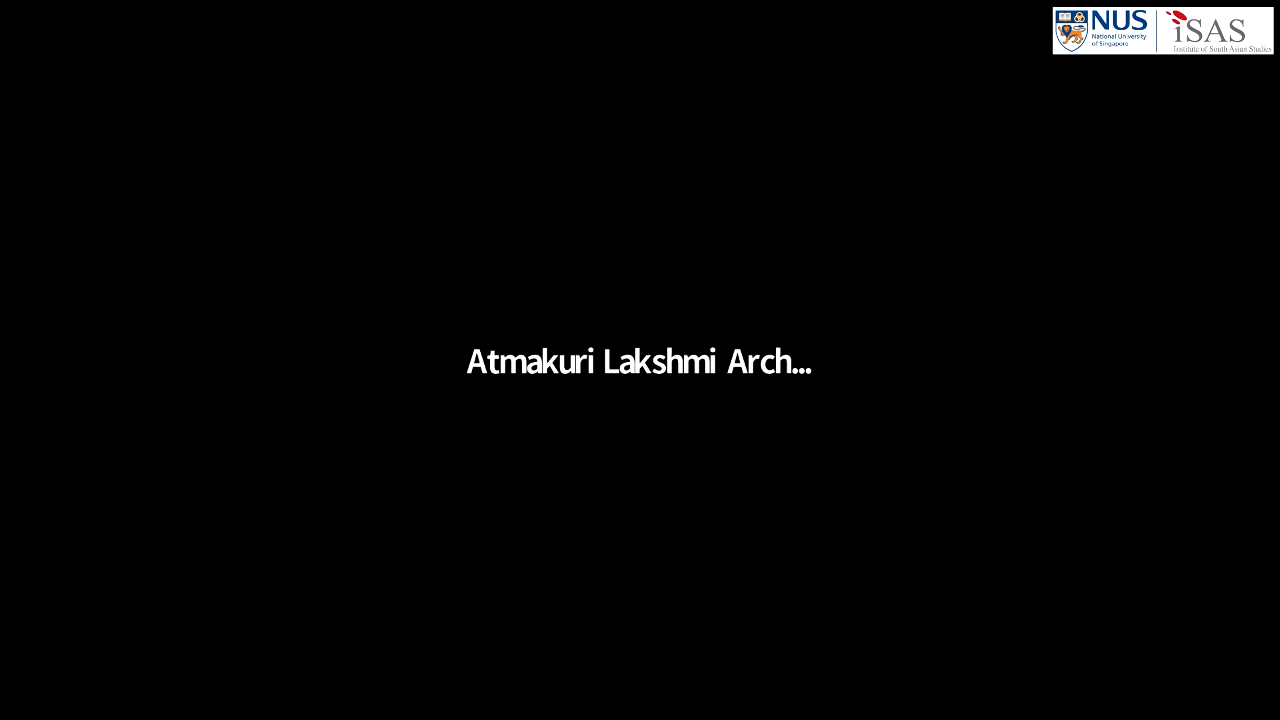 NUS
National University
of Singapore
iSAS
Institute of South Asian Studies
Atmakuri Lakshmi Arch...